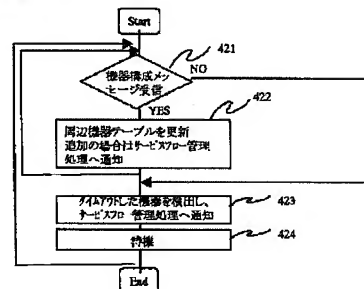 Start
421
機器構成メッ
セージ受信
NO
YES
422
周辺機器テーブルを更新
追加の場合はサービスフロー管理
処理へ通知
タイムアウトした機器を検出し、
サービスフロー管理処理へ通知
423
待機
424
End